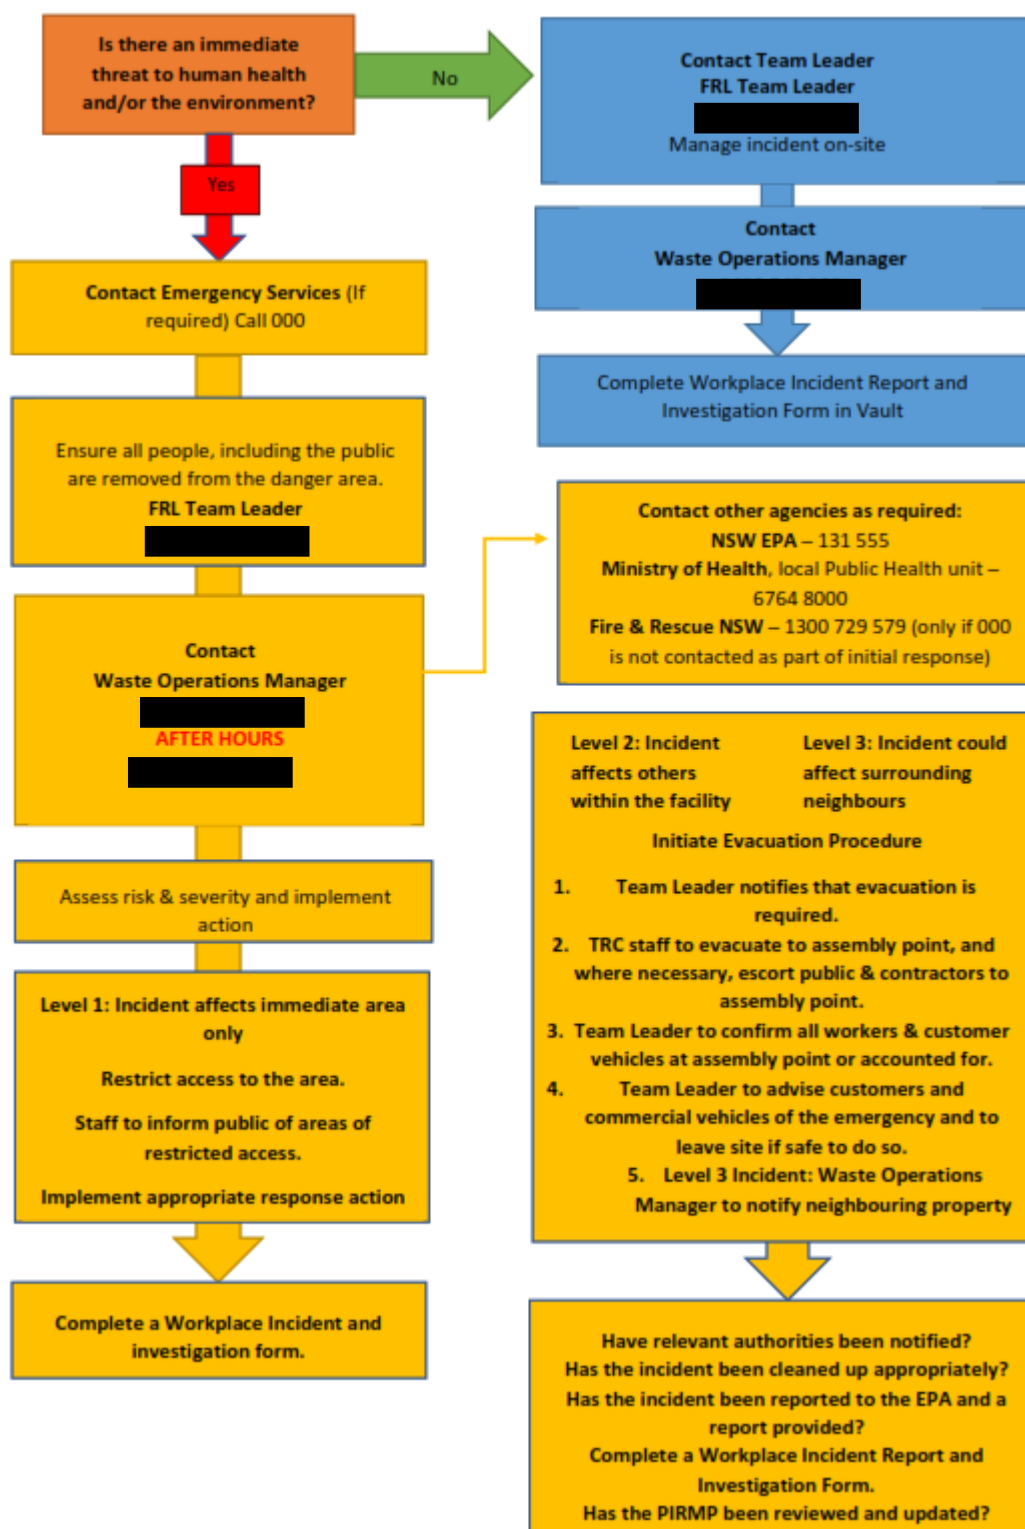 Is there an immediate
threat to human health
and/or the environment?
No
Contact Team Leader
FRL Team Leader
Manage incident on-site
Yes
Contact
Waste Operations Manager
Contact Emergency Services (If
required) Call 000
Complete Workplace Incident Report and
Investigation Form in Vault
Ensure all people, including the public
are removed from the danger area.
FRL Team Leader
Contact other agencies as required:
NSW EPA – 131 555
Ministry of Health, local Public Health unit –
6764 8000
Fire & Rescue NSW – 1300 729 579 (only if 000
is not contacted as part of initial response)
Contact
Waste Operations Manager
AFTER HOURS
Assess risk & severity and implement
action
Level 1: Incident affects immediate area
only
Restrict access to the area.
Staff to inform public of areas of
restricted access.
Implement appropriate response action
Complete a Workplace Incident and
investigation form.
Level 2: Incident
affects others
within the facility
Level 3: Incident could
affect surrounding
neighbours
Initiate Evacuation Procedure
1. Team Leader notifies that evacuation is
required.
2. TRC staff to evacuate to assembly point, and
where necessary, escort public & contractors to
assembly point.
3. Team Leader to confirm all workers & customer
vehicles at assembly point or accounted for.
4. Team Leader to advise customers and
commercial vehicles of the emergency and to
leave site if safe to do so.
5. Level 3 Incident: Waste Operations
Manager to notify neighbouring property
Have relevant authorities been notified?
Has the incident been cleaned up appropriately?
Has the incident been reported to the EPA and a
report provided?
Complete a Workplace Incident Report and
Investigation Form.
Has the PIRMP been reviewed and updated?